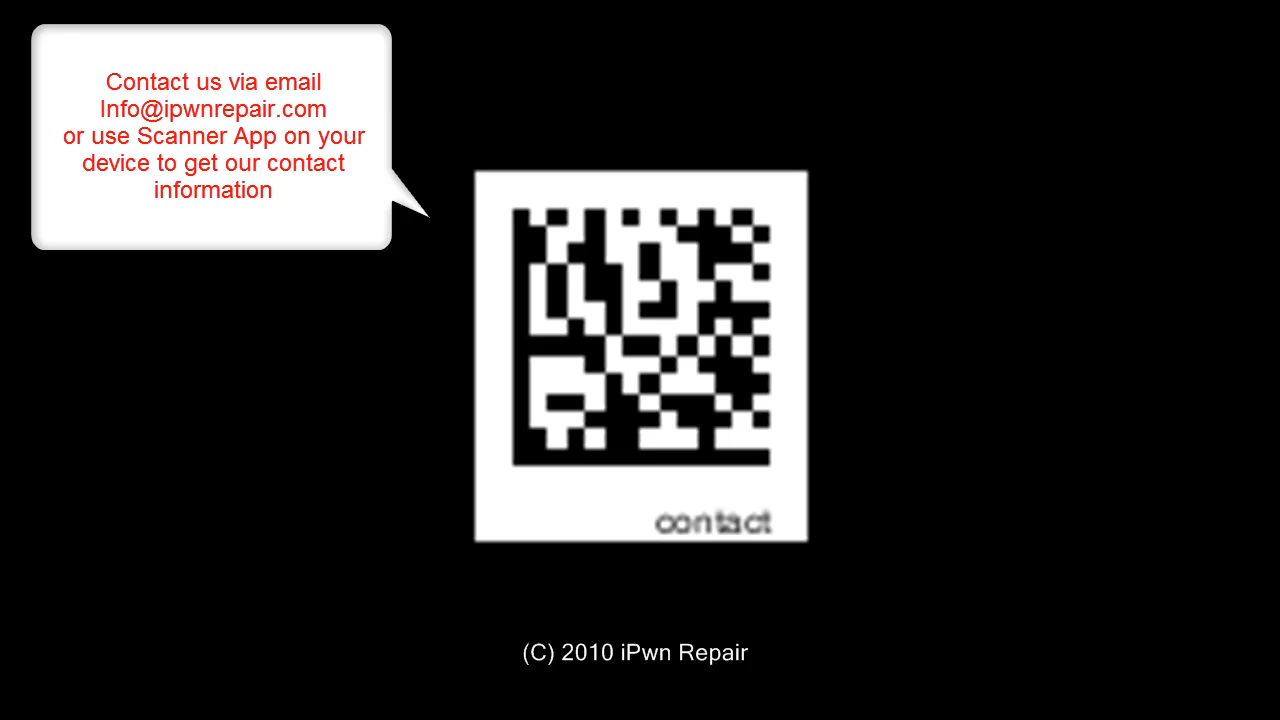 Contact us via email
Info@ipwnrepair.com
or use Scanner App on your
device to get our contact
information
contact
(C) 2010 iPwn Repair